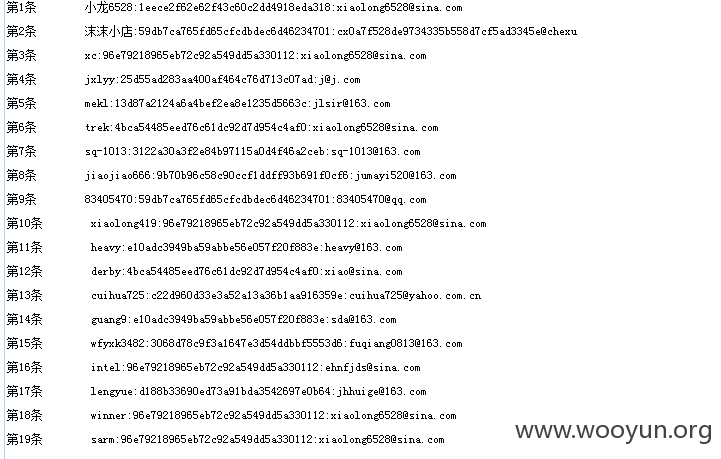 第1条 小龙6528:1eece2f62e62f43c60c2dd4918eda318:xiaolong6528@sina.com
第2条 沫沫小店:59db7ca765fd65cfcdbdec6d46234701:cx0a7f528de9734335b558d7cf5ad3345e@chexu
第3条 xc:96e79218965eb72c92a549dd5a330112:xiaolong6528@sina.com
第4条 jxlyy:25d55ad283aa400af464c76d713c07ad:j@j.com
第5条 mekl:13d87a2124a6a4bef2ea8e1235d5663c:jlsir@163.com
第6条 trek:4bca54485eed76c61dc92d7d954c4af0:xiaolong6528@sina.com
第7条 sq-1013:3122a30a3f2e84b97115a0d4f46a2ceb:sq-1013@163.com
第8条 jiaojiao666:9b70b96c58c90ccf1ddff93b691f0cf6:jumayi520@163.com
第9条 83405470:59db7ca765fd65cfcdbdec6d46234701:83405470@qq.com
第10条 xiaolong419:96e79218965eb72c92a549dd5a330112:xiaolong6528@sina.com
第11条 heavy:e10adc3949ba59abbe56e057f20f883e:heavy@163.com
第12条 derby:4bca54485eed76c61dc92d7d954c4af0:xiao@sina.com
第13条 cuihua725:c22d960d33e3a52a13a36b1aa916359e:cuihua725@yahoo.com.cn
第14条 guang9:e10adc3949ba59abbe56e057f20f883e:sda@163.com
第15条 wfyxk3482:3068d78c9f3a1647e3d54ddbbf5553d6:fuqiang0813@163.com
第16条 intel:96e79218965eb72c92a549dd5a330112:ehnfjds@sina.com
第17条 lengyue:d188b33690ed73a91bda3542697e0b64:jhhuige@163.com
第18条 winner:96e79218965eb72c92a549dd5a330112:xiaolong6528@sina.com
第19条 sarm:96e79218965eb72c92a549dd5a330112:xiaolong6528@sina.com
www.wooyun.org